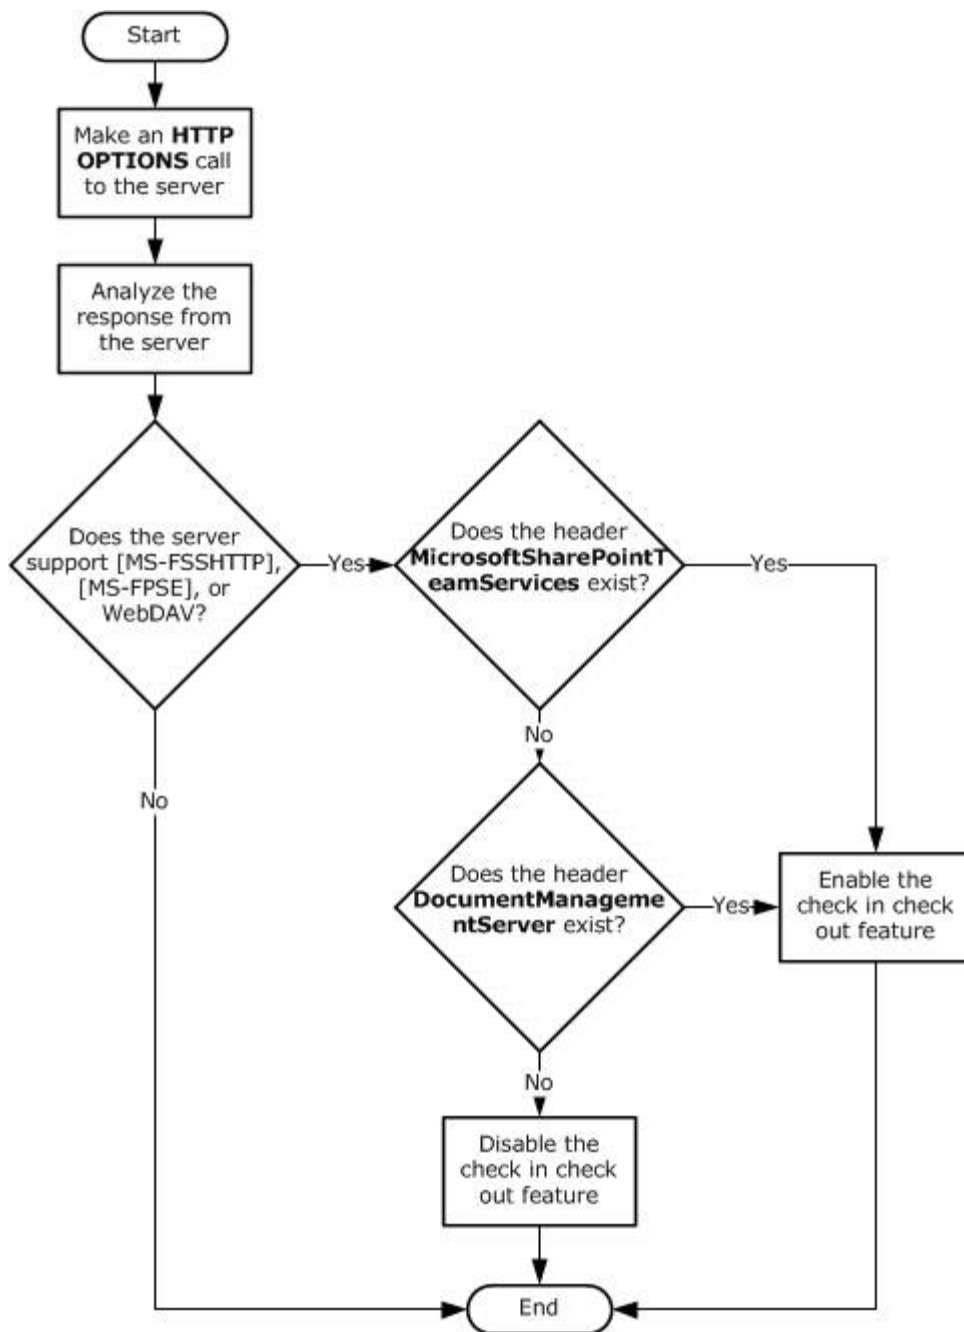 Start
Make an HTTP
OPTIONS call
to the server
Analyze the
response from
the server
Does the server
support [MS-FSSHTTP],
[MS-FPSE], or
WebDAV?
Yes
Does the header
MicrosoftSharePointT
eamServices exist?
Yes
No
No
Does the header
DocumentManageme
ntServer exist?
Yes
Enable the
check in check
out feature
No
Disable the
check in check
out feature
End